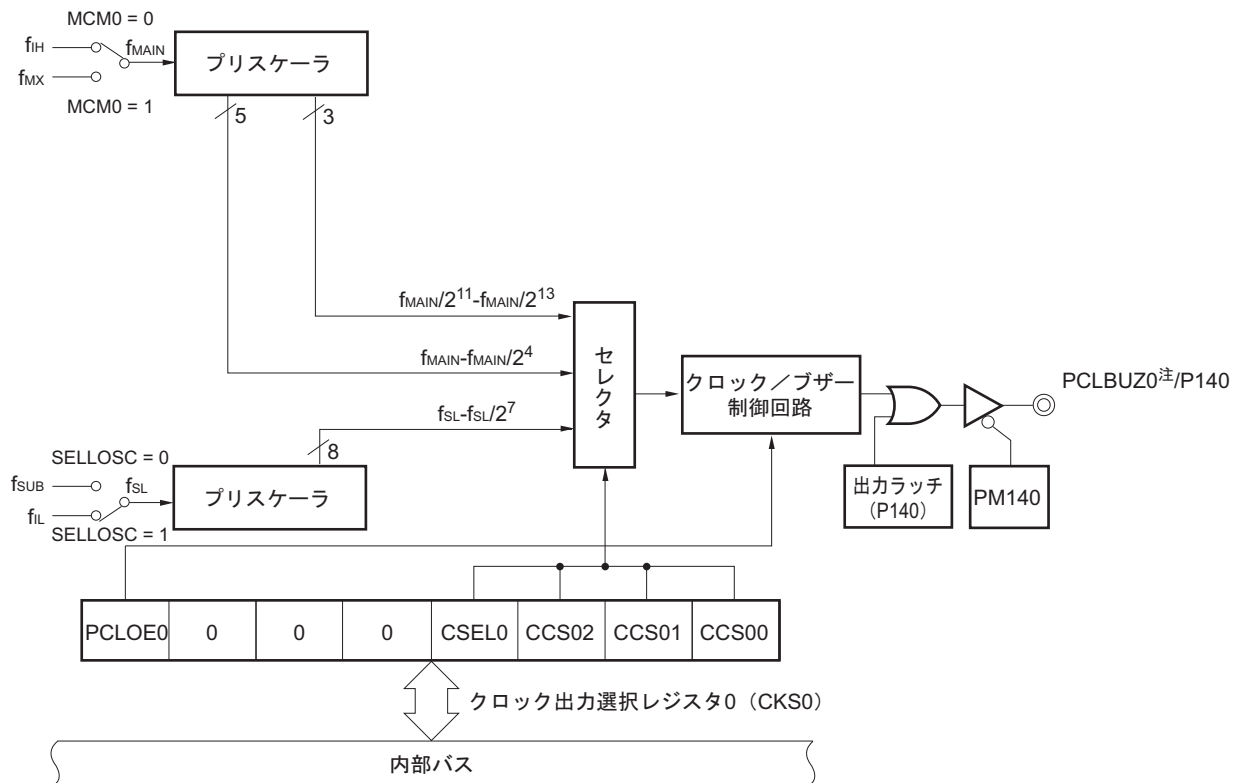 MCM0 = 0
fIH
fMAIN
fMX
MCM0 = 1
プリスケーラ
5
3
fMAIN/2^11-fMAIN/2^13
fMAIN-fMAIN/2^4
fSL-fSL/2^7
セレクタ
クロック/ブザー
制御回路
PCLBUZ0注/P140
出力ラッチ
(P140)
PM140
8
SELLOSC = 0
fSUB
fSL
fIL
SELLOSC = 1
プリスケーラ
PCLOE0 0 0 0 CSEL0 CCS02 CCS01 CCS00
クロック出力選択レジスタ0(CKS0)
内部バス